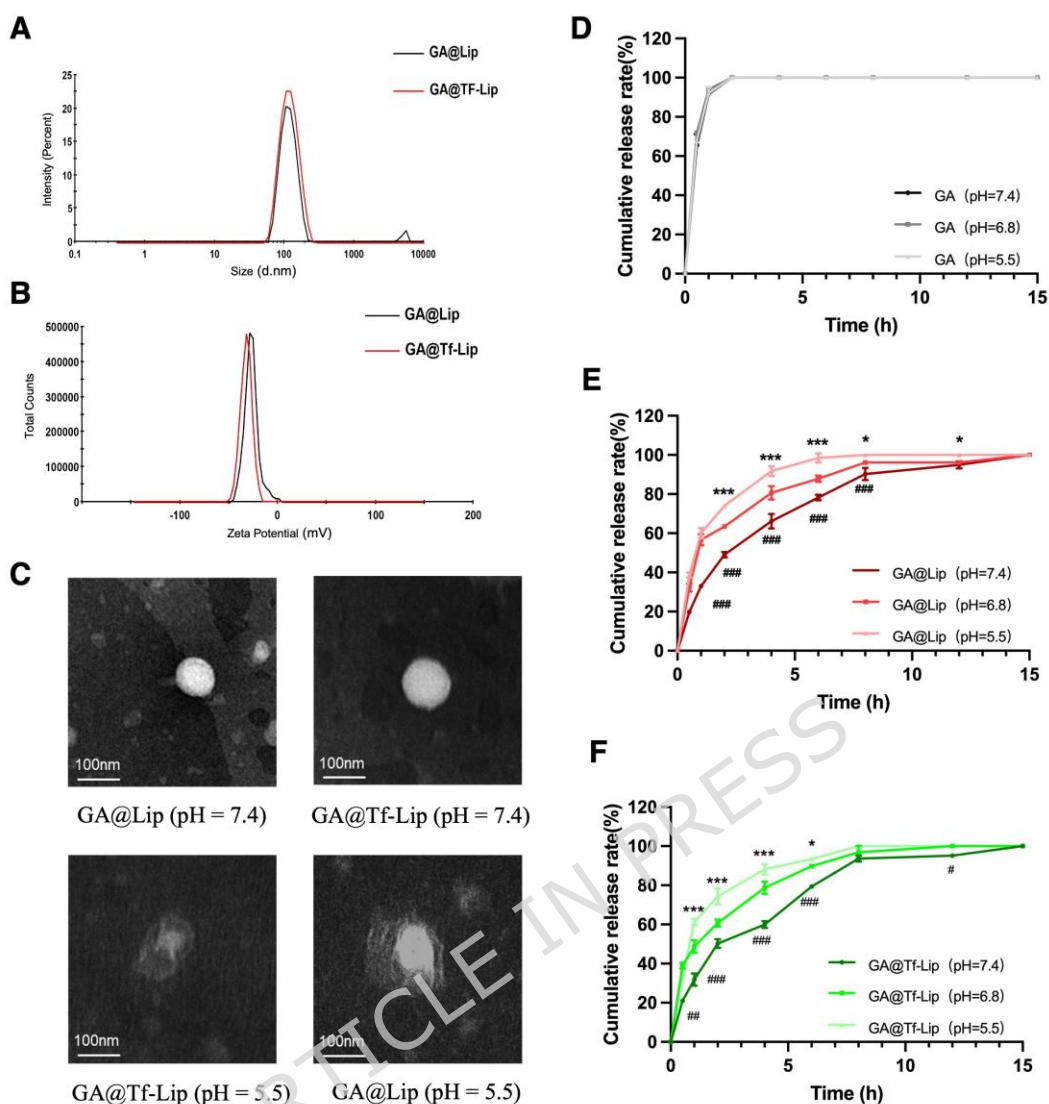 A
GA@Lip
GA@TF-Lip
Intensity (Percent)
25
20
15
10
5
0
0.1 1 10 100 1000 10000
Size (d.nm)
B
GA@Lip
GA@Tf-Lip
Total Counts
500000
400000
300000
200000
100000
0
-100 0 100 200
Zeta Potential (mV)
C
100nm
100nm
GA@Lip (pH = 7.4) GA@Tf-Lip (pH = 7.4)
100nm
100nm
GA@Tf-Lip (pH = 5.5) GA@Lip (pH = 5.5)
D
Cumulative release rate(%)
120
100
80
60
40
20
0
GA (pH=7.4)
GA (pH=6.8)
GA (pH=5.5)
0 5 10 15
Time (h)
E
Cumulative release rate(%)
120
100
80
60
40
20
0
*** *** *** * *
### ### ### ### ###
GA@Lip (pH=7.4)
GA@Lip (pH=6.8)
GA@Lip (pH=5.5)
0 5 10 15
Time (h)
F
Cumulative release rate(%)
120
100
80
60
40
20
0
*** *** *** *
## ### ### ### #
GA@Tf-Lip (pH=7.4)
GA@Tf-Lip (pH=6.8)
GA@Tf-Lip (pH=5.5)
0 5 10 15
Time (h)
ARTICLE IN PRESS